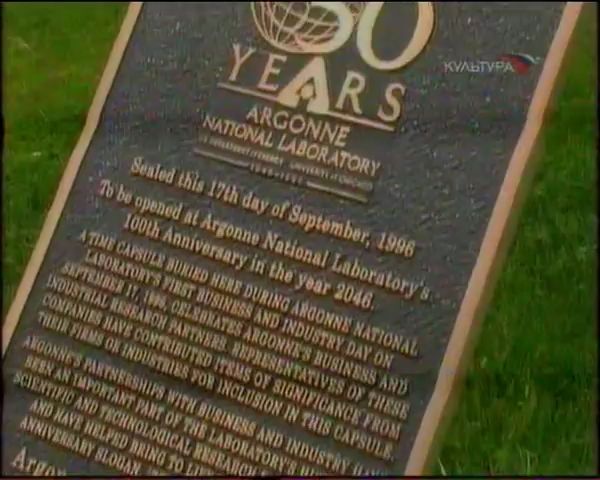 50
КУЛЬТУРА
YEARS
ARGONNE
NATIONAL LABORATORY
Sealed this 17th day of September, 1996
To be opened at Argonne National Laboratory's
100th Anniversary in the year 2046.
A TIME CAPSULE BURIED HERE DURING ARGONNE NATIONAL
LABORATORY'S FIRST BUSINESS AND INDUSTRY DAY ON
SEPTEMBER 17, 1996, CELEBRATES ARGONNE'S BUSINESS AND
INDUSTRIAL RESEARCH PARTNERS. REPRESENTATIVES OF THESE
COMPANIES HAVE CONTRIBUTED ITEMS OF SIGNIFICANCE FROM
THEIR FIRMS OR INDUSTRIES FOR INCLUSION IN THIS CAPSULE.
ARGONNE'S PARTNERSHIPS WITH BUSINESS AND INDUSTRY HAVE
BEEN AN IMPORTANT PART OF THE LABORATORY'S
SCIENTIFIC AND TECHNOLOGICAL RESEARCH
AND HAVE HELPED BRING TO
ANNIVERSARY SLOGAN,